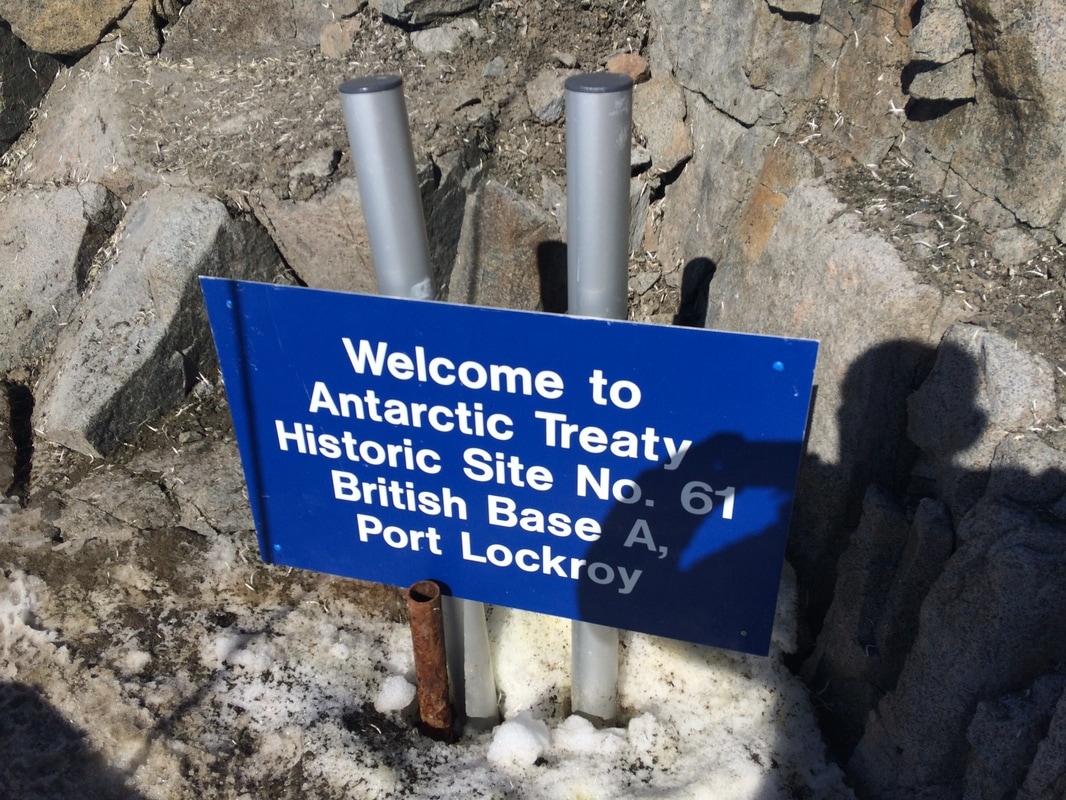 Welcome to
Antarctic Treaty
Historic Site No. 61
British Base A,
Port Lockroy